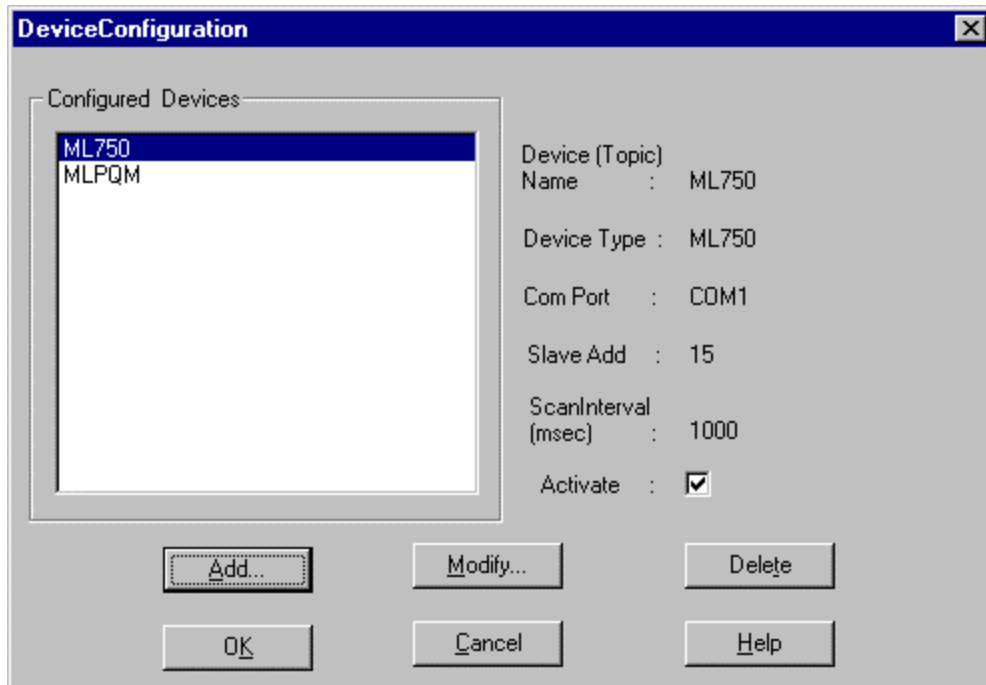 DeviceConfiguration
Configured Devices
ML750
MLPQM
Device (Topic)
Name : ML750
Device Type : ML750
Com Port : COM1
Slave Add : 15
ScanInterval
(msec) : 1000
Activate :
Add... Modify... Delete
OK Cancel Help